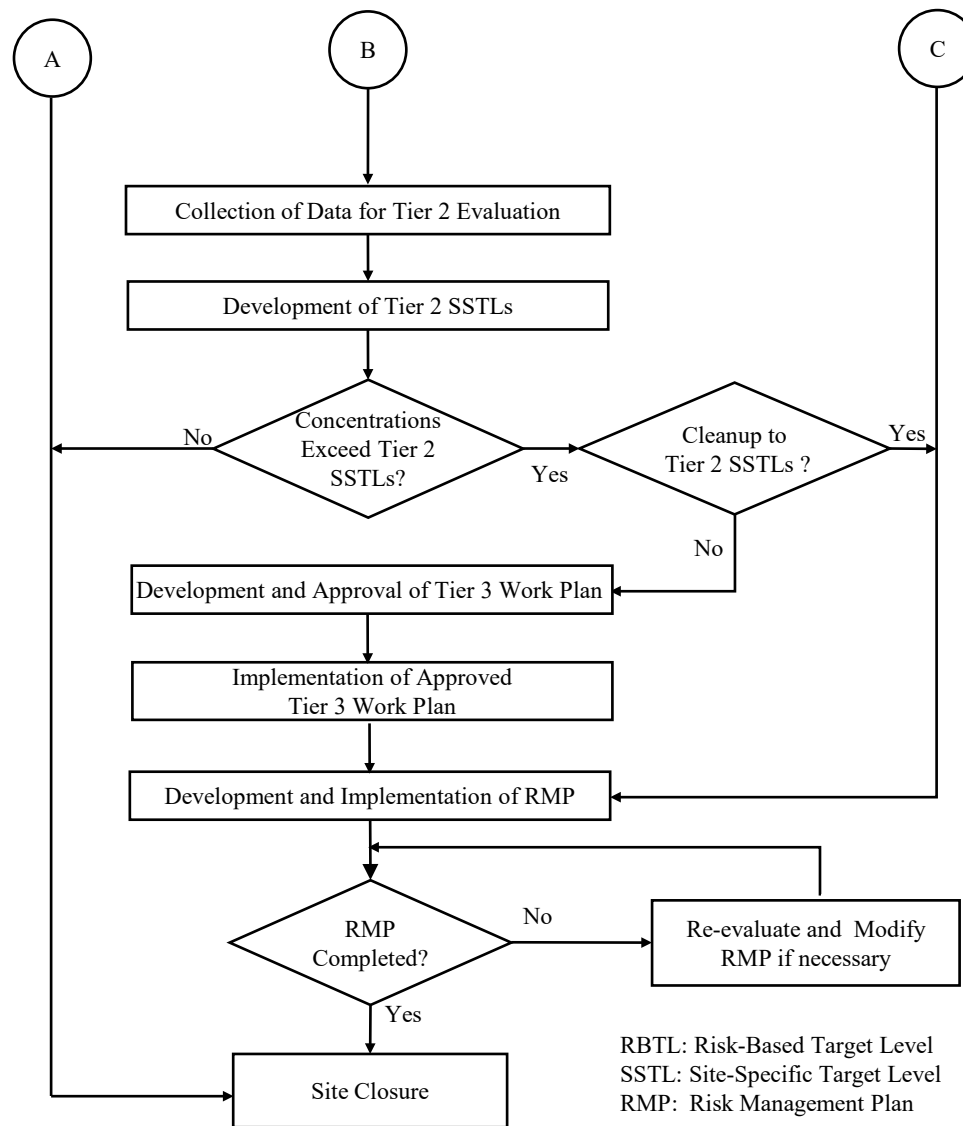 A
B
C
Collection of Data for Tier 2 Evaluation
Development of Tier 2 SSTLs
Concentrations
Exceed Tier 2
SSTLs?
No
Yes
Cleanup to
Tier 2 SSTLs ?
Yes
No
Development and Approval of Tier 3 Work Plan
Implementation of Approved
Tier 3 Work Plan
Development and Implementation of RMP
RMP
Completed?
No
Re-evaluate and Modify
RMP if necessary
Yes
Site Closure
RBTL: Risk-Based Target Level
SSTL: Site-Specific Target Level
RMP: Risk Management Plan